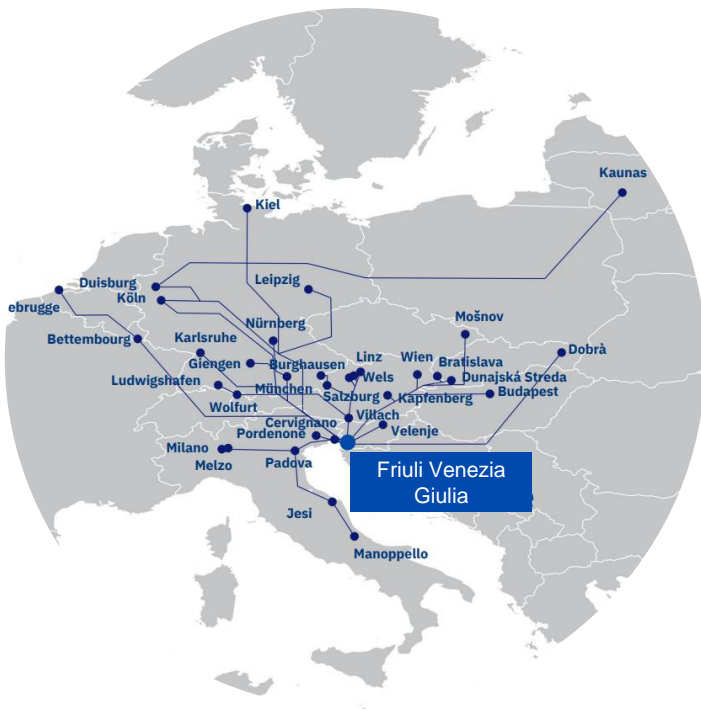 Kaunas
Kiel
Duisburg
Leipzig
Köln
ebrugge
Mošnov
Nürnberg
Bettembourg
Karlsruhe
Linz
Wien
Dobrà
Giengen
Burghausen
Bratislava
Ludwigshafen
München
Wels
Dunajská Streda
Salzburg
Kapfenberg
Budapest
Wolfurt
Villach
Cervignano
Velenje
Pordenone
Milano
Melzo
Padova
Friuli Venezia
Giulia
Jesi
Manoppello